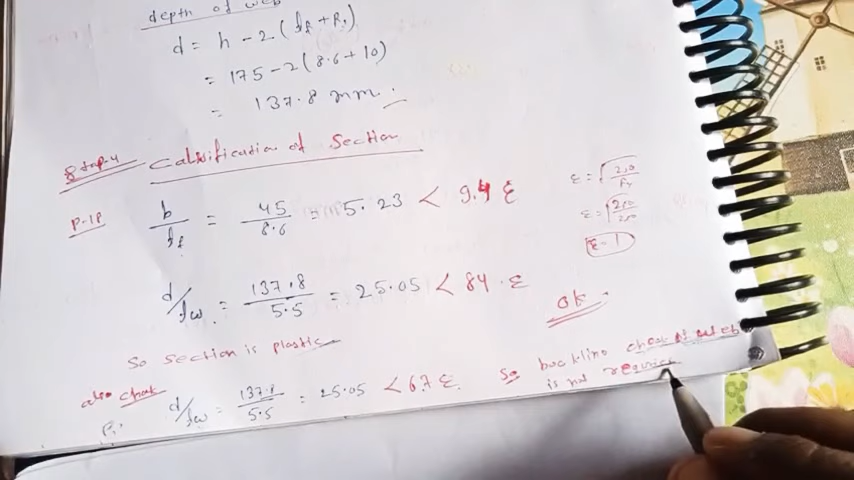 depth of web
d = h - 2 (tf + R1)
= 175 - 2 (8.6 + 10)
= 137.8 mm.
Step-4 Calsification of Section
P-18 b/tf = 45/8.6 = 5.23 < 9.4 ε
ε = √250/fy
ε = √250/250
ε = 1
d/tw = 137.8/5.5 = 25.05 < 84 ε
ok.
So section is plastic
also check
d/tw = 137.8/5.5 = 25.05 < 67 ε
So buckling check of web
is not required